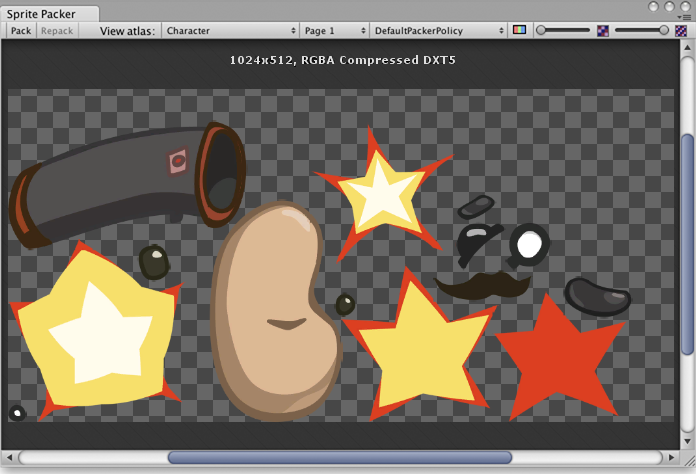 Sprite Packer
Pack Repack View atlas: Character Page 1 DefaultPackerPolicy
1024x512, RGBA Compressed DXT5